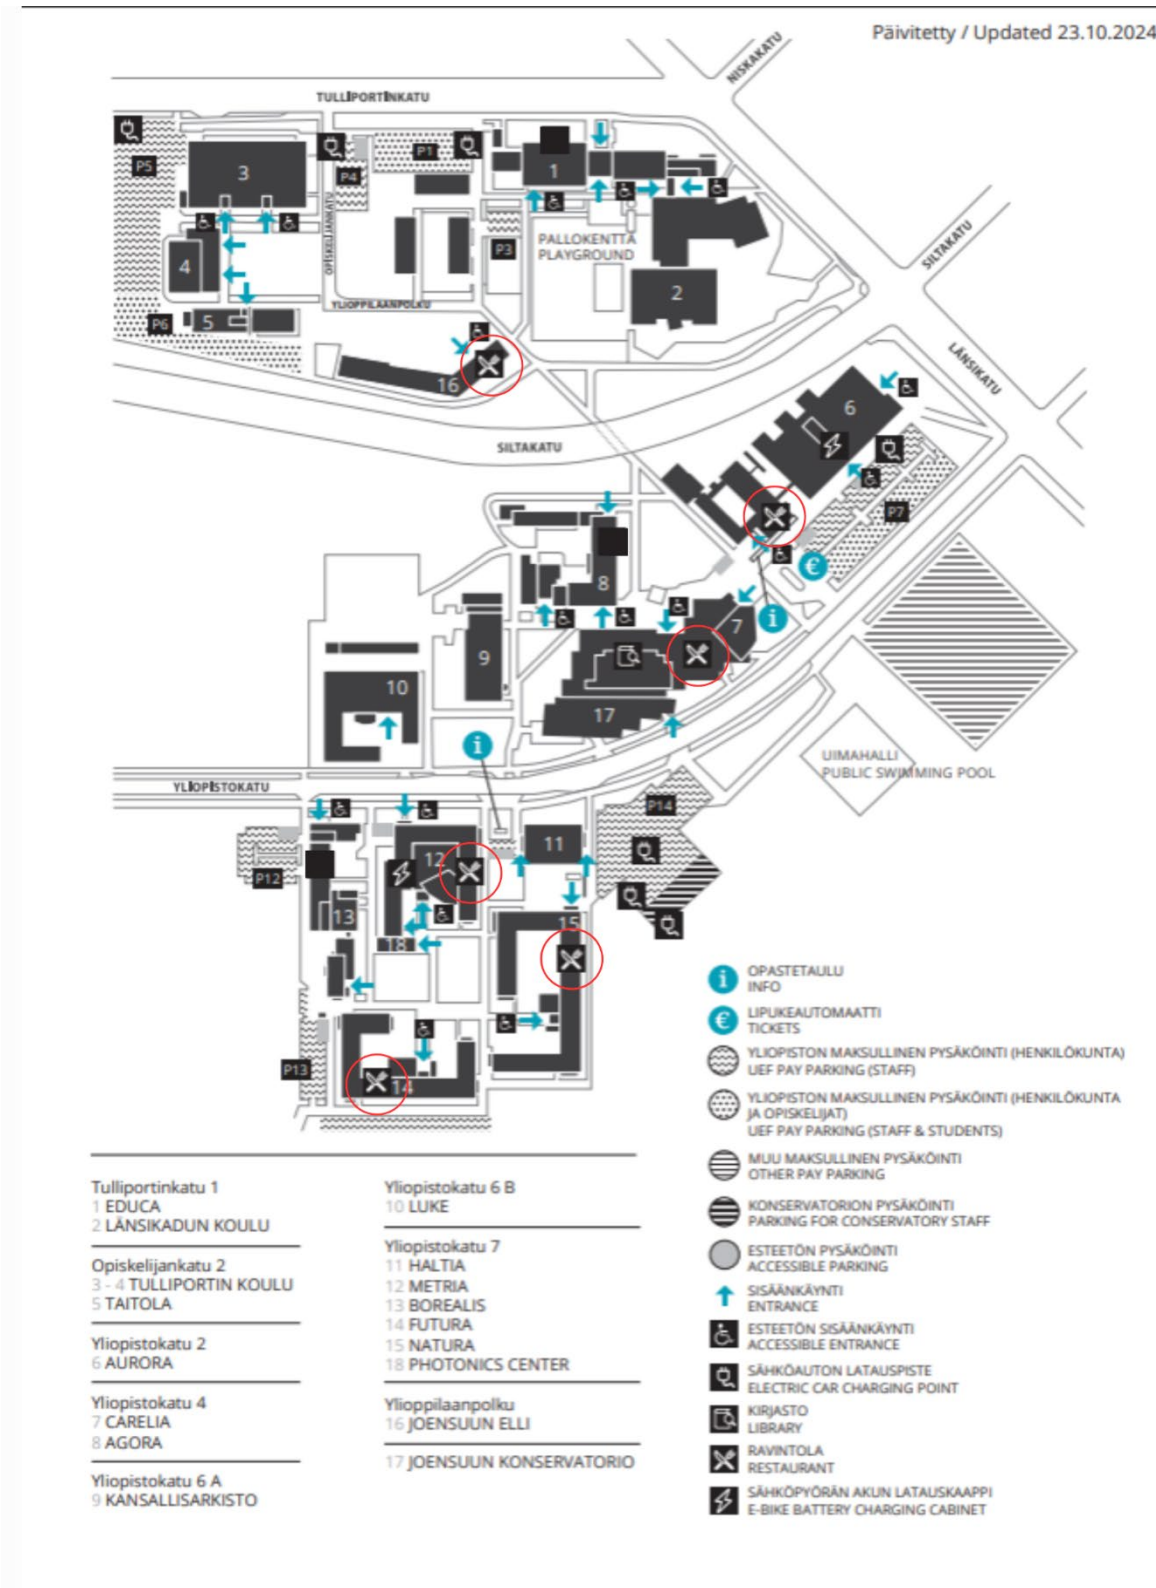 Päivitetty / Updated 23.10.2024
NISKAKATU
TULLIPORTINKATU
P5
3
P4
P1
1
OPISKELIJANKATU
PALLOKENTTÄ
PLAYGROUND
P3
SILTAKATU
4
2
YLIOPPILAANPOLKU
P6
5
16
LÄNSIKATU
6
SILTAKATU
P7
€
8
i
7
9
10
17
i
UIMAHALLI
PUBLIC SWIMMING POOL
YLIOPISTOKATU
P14
11
12
P12
13
15
18
P13
14
i OPASTETAULU
INFO
€ LIPUKEAUTOMAATTI
TICKETS
YLIOPISTON MAKSULLINEN PYSÄKÖINTI (HENKILÖKUNTA)
UEF PAY PARKING (STAFF)
YLIOPISTON MAKSULLINEN PYSÄKÖINTI (HENKILÖKUNTA
JA OPISKELIJAT)
UEF PAY PARKING (STAFF & STUDENTS)
MUU MAKSULLINEN PYSÄKÖINTI
OTHER PAY PARKING
KONSERVATORION PYSÄKÖINTI
PARKING FOR CONSERVATORY STAFF
ESTEETÖN PYSÄKÖINTI
ACCESSIBLE PARKING
SISÄÄNKÄYNTI
ENTRANCE
ESTEETÖN SISÄÄNKÄYNTI
ACCESSIBLE ENTRANCE
SÄHKÖAUTON LATAUSPISTE
ELECTRIC CAR CHARGING POINT
KIRJASTO
LIBRARY
RAVINTOLA
RESTAURANT
SÄHKÖPYÖRÄN AKUN LATAUSKAAPPI
E-BIKE BATTERY CHARGING CABINET
Tulliportinkatu 1
1 EDUCA
2 LÄNSIKADUN KOULU
Opiskelijankatu 2
3 - 4 TULLIPORTIN KOULU
5 TAITOLA
Yliopistokatu 2
6 AURORA
Yliopistokatu 4
7 CARELIA
8 AGORA
Yliopistokatu 6 A
9 KANSALLISARKISTO
Yliopistokatu 6 B
10 LUKE
Yliopistokatu 7
11 HALTIA
12 METRIA
13 BOREALIS
14 FUTURA
15 NATURA
18 PHOTONICS CENTER
Ylioppilaanpolku
16 JOENSUUN ELLI
17 JOENSUUN KONSERVATORIO